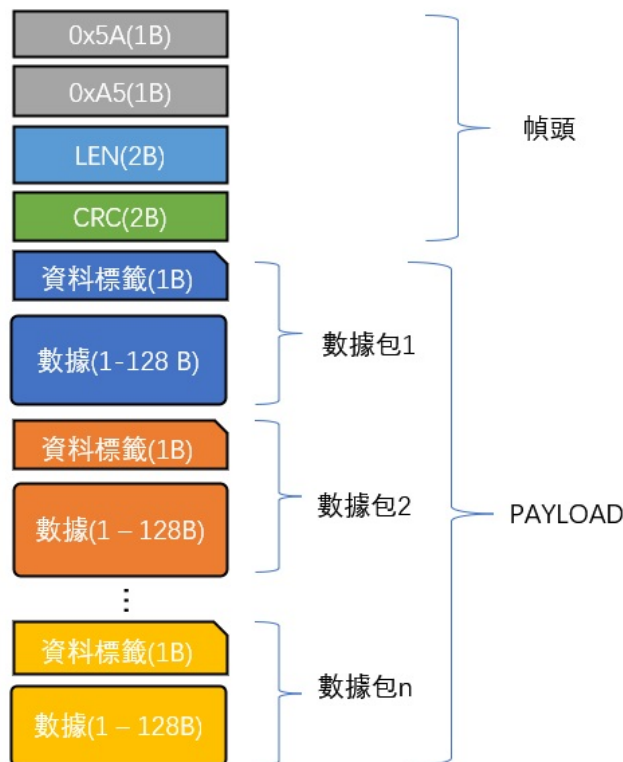 0x5A(1B)
0xA5(1B)
LEN(2B)
CRC(2B)
幀頭
資料標籤(1B)
數據(1-128 B)
數據包1
資料標籤(1B)
數據(1 – 128B)
數據包2
PAYLOAD
⋮
資料標籤(1B)
數據(1 – 128B)
數據包n